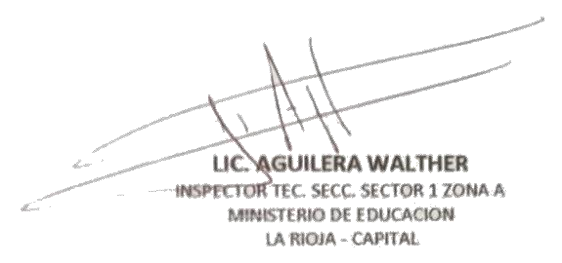 LIC. AGUILERA WALTHER
INSPECTOR TEC. SECC. SECTOR 1 ZONA A
MINISTERIO DE EDUCACION
LA RIOJA - CAPITAL